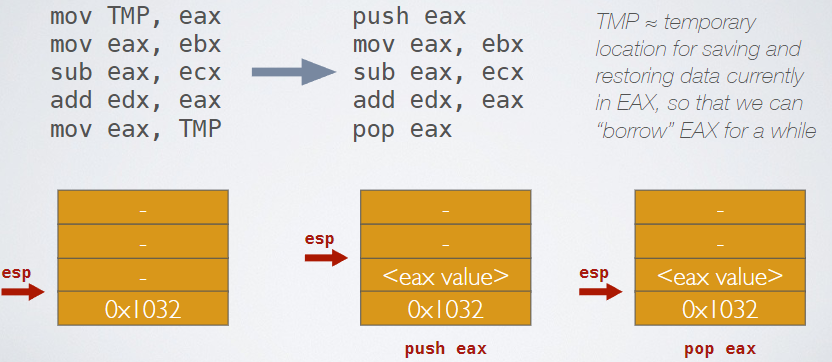 mov TMP, eax
mov eax, ebx
sub eax, ecx
add edx, eax
mov eax, TMP
push eax
mov eax, ebx
sub eax, ecx
add edx, eax
pop eax
TMP ≈ temporary
location for saving and
restoring data currently
in EAX, so that we can
“borrow” EAX for a while
esp
-
-
-
0x1032
esp
-
-
<eax value>
0x1032
push eax
esp
-
-
<eax value>
0x1032
pop eax